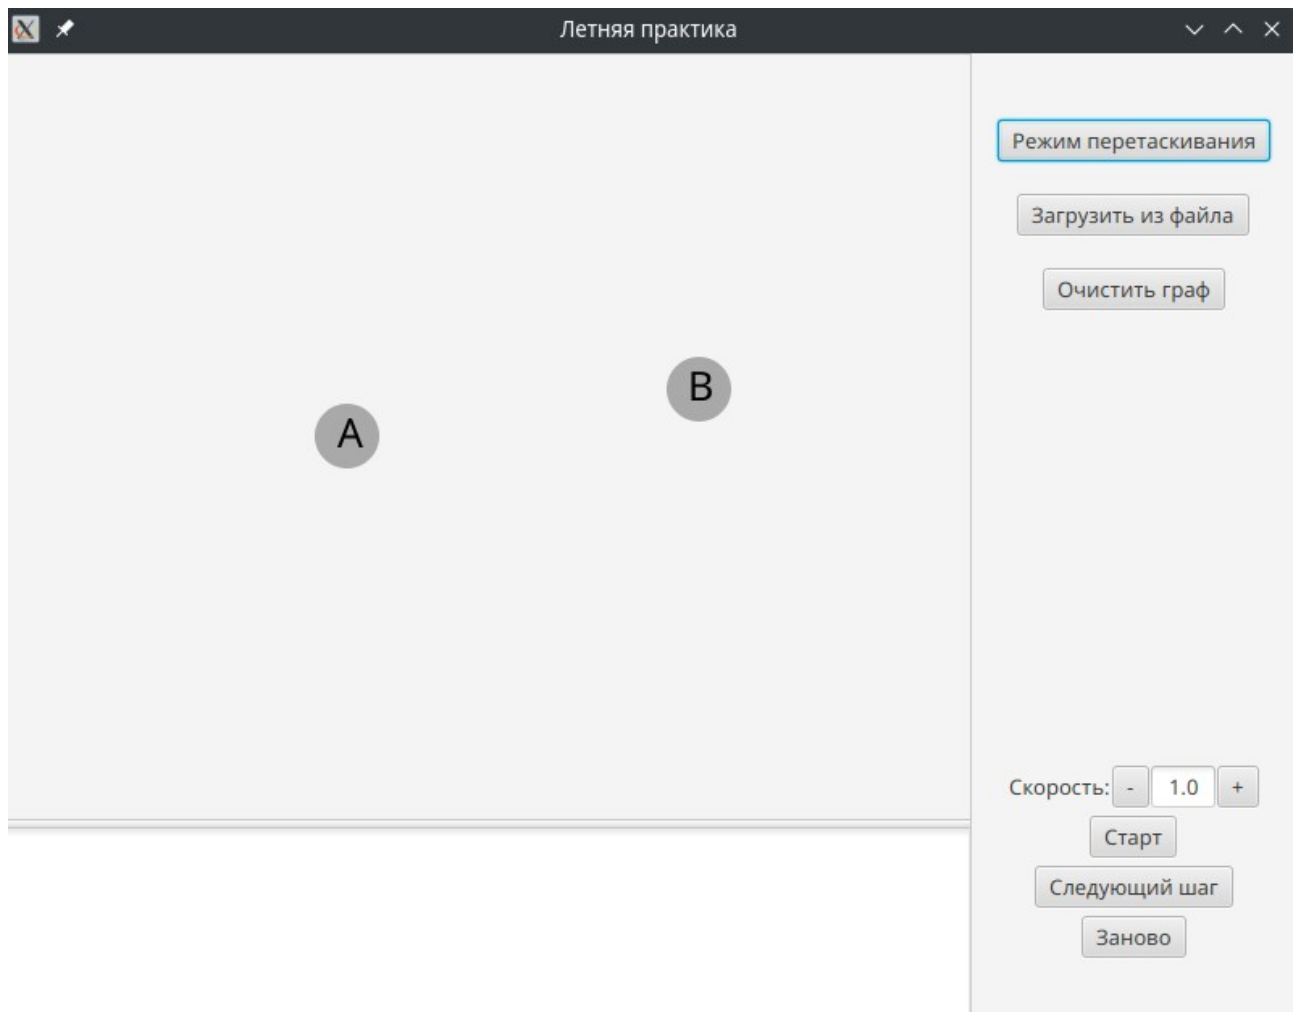 Летняя практика
Режим перетаскивания
Загрузить из файла
Очистить граф
B
A
Скорость: - 1.0 +
Старт
Следующий шаг
Заново